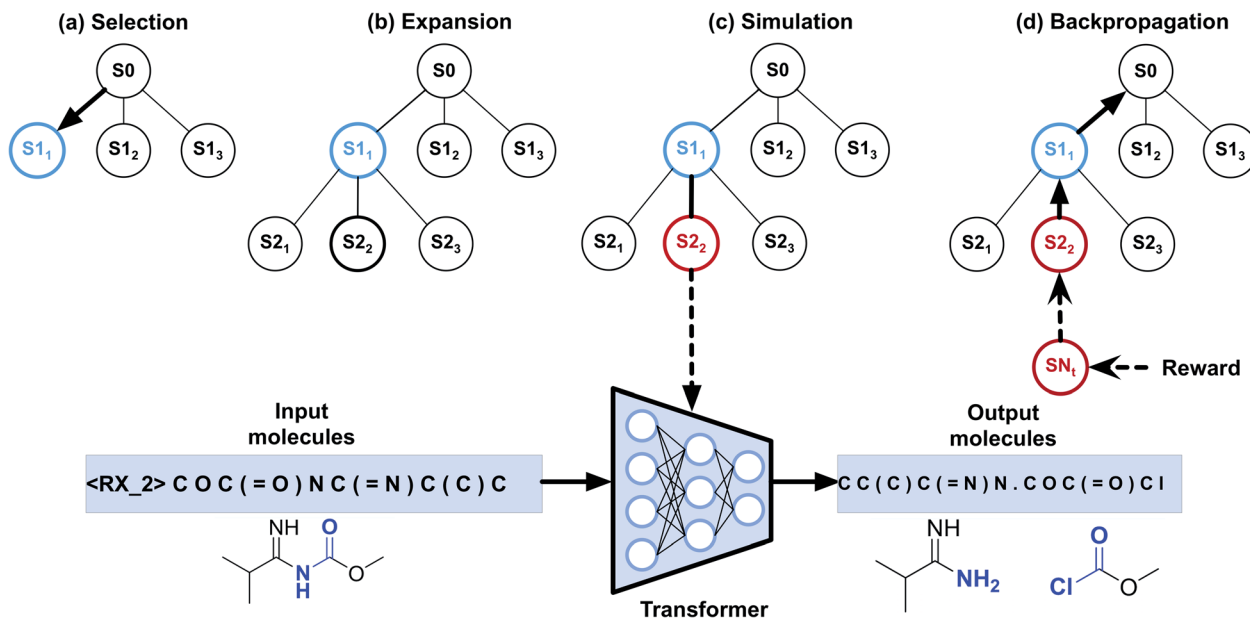 (a) Selection
(b) Expansion
(c) Simulation
(d) Backpropagation
S0
S0
S0
S0
S1₁
S1₂
S1₃
S1₁
S1₂
S1₃
S1₁
S1₂
S1₃
S1₁
S1₂
S1₃
S2₁
S2₂
S2₃
S2₁
S2₂
S2₃
S2₁
S2₂
S2₃
SNₜ
Reward
Input
molecules
Output
molecules
<RX_2> C O C ( = O ) N C ( = N ) C ( C ) C
C C ( C ) C ( = N ) N . C O C ( = O ) C l
NH
O
N
H
O
NH
NH₂
O
Cl
O
Transformer